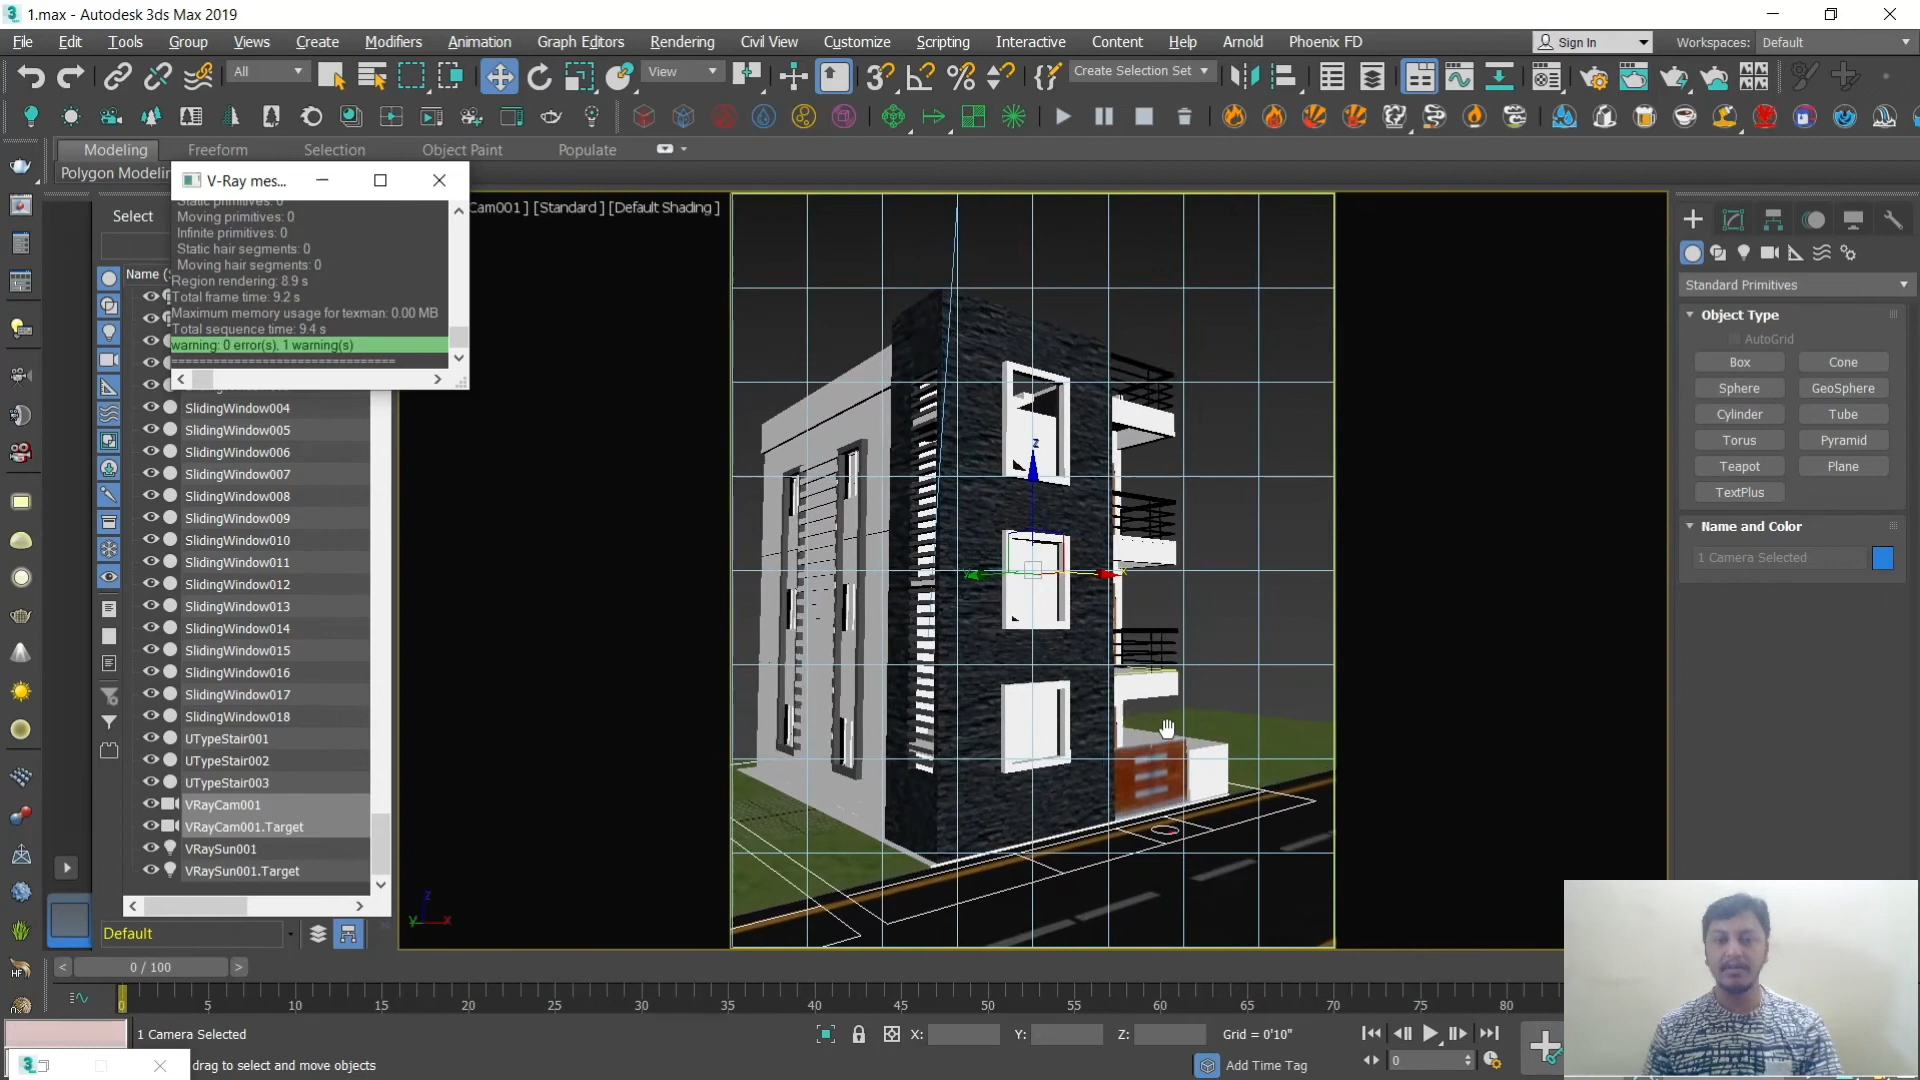 1.max - Autodesk 3ds Max 2019
File Edit Tools Group Views Create Modifiers Animation Graph Editors Rendering Civil View Customize Scripting Interactive Content Help Arnold Phoenix FD Sign In Workspaces: Default
All View Create Selection Set
Modeling Freeform Selection Object Paint Populate
Polygon Modelin
V-Ray mes...
Static primitives: 0
Moving primitives: 0
Infinite primitives: 0
Static hair segments: 0
Moving hair segments: 0
Region rendering: 8.9 s
Total frame time: 9.2 s
Maximum memory usage for texman: 0.00 MB
Total sequence time: 9.4 s
warning: 0 error(s), 1 warning(s)
================================
Cam001 ] [Standard ] [Default Shading ]
Select
Name (
SlidingWindow004
SlidingWindow005
SlidingWindow006
SlidingWindow007
SlidingWindow008
SlidingWindow009
SlidingWindow010
SlidingWindow011
SlidingWindow012
SlidingWindow013
SlidingWindow014
SlidingWindow015
SlidingWindow016
SlidingWindow017
SlidingWindow018
UTypeStair001
UTypeStair002
UTypeStair003
VRayCam001
VRayCam001.Target
VRaySun001
VRaySun001.Target
Default
z
x
y
z
y x
Standard Primitives
Object Type
AutoGrid
Box Cone
Sphere GeoSphere
Cylinder Tube
Torus Pyramid
Teapot Plane
TextPlus
Name and Color
1 Camera Selected
< 0 / 100 >
0 5 10 15 20 25 30 35 40 45 50 55 60 65 70 75 80
1 Camera Selected X: Y: Z: Grid = 0'10"
drag to select and move objects Add Time Tag 0